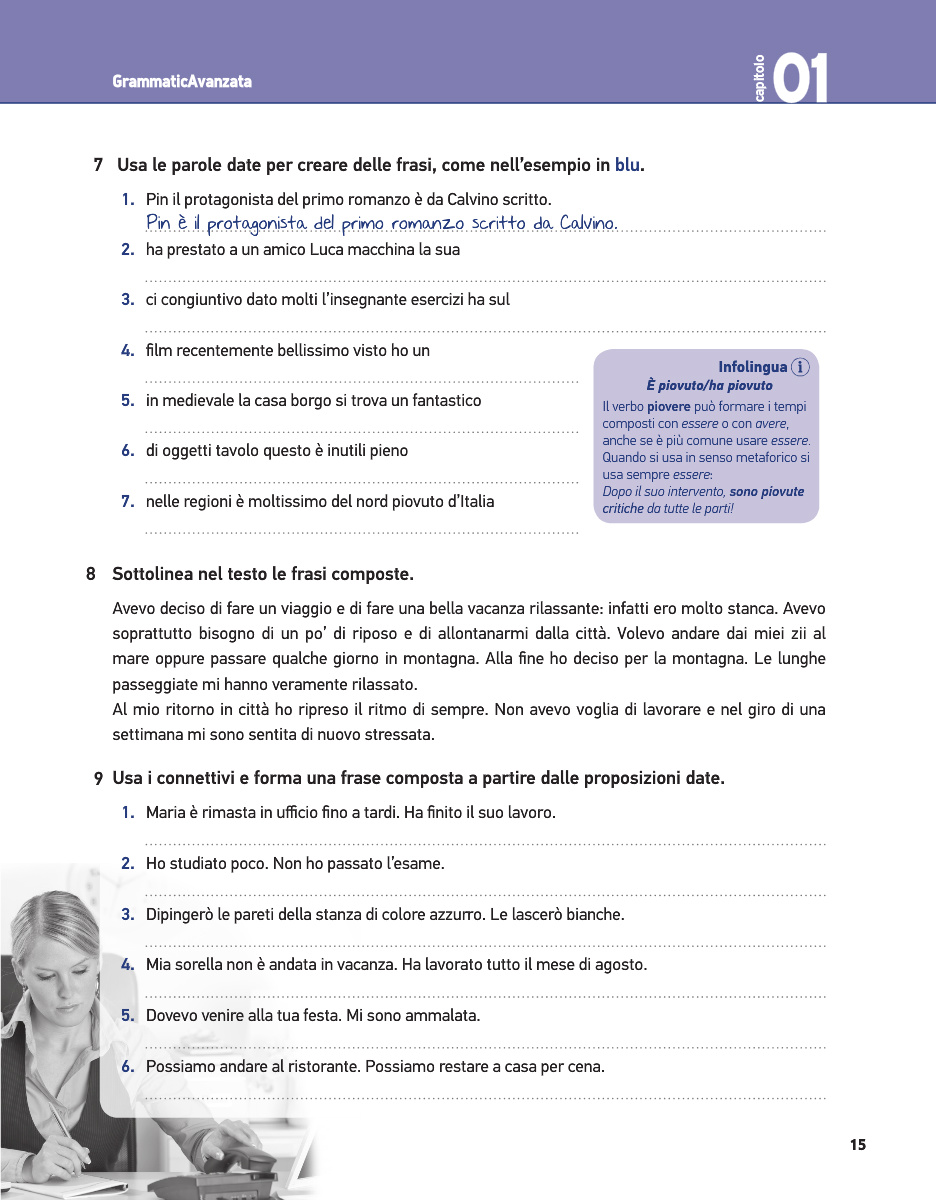 GrammaticAvanzata
capitolo 01
7 Usa le parole date per creare delle frasi, come nell'esempio in blu.
1. Pin il protagonista del primo romanzo è da Calvino scritto.
Pin è il protagonista del primo romanzo scritto da Calvino.
2. ha prestato a un amico Luca macchina la sua
3. ci congiuntivo dato molti l'insegnante esercizi ha sul
4. film recentemente bellissimo visto ho un
5. in medievale la casa borgo si trova un fantastico
6. di oggetti tavolo questo è inutili pieno
7. nelle regioni è moltissimo del nord piovuto d'Italia
Infolingua i
È piovuto/ha piovuto
Il verbo piovere può formare i tempi
composti con essere o con avere,
anche se è più comune usare essere.
Quando si usa in senso metaforico si
usa sempre essere:
Dopo il suo intervento, sono piovute
critiche da tutte le parti!
8 Sottolinea nel testo le frasi composte.
Avevo deciso di fare un viaggio e di fare una bella vacanza rilassante: infatti ero molto stanca. Avevo
soprattutto bisogno di un po' di riposo e di allontanarmi dalla città. Volevo andare dai miei zii al
mare oppure passare qualche giorno in montagna. Alla fine ho deciso per la montagna. Le lunghe
passeggiate mi hanno veramente rilassato.
Al mio ritorno in città ho ripreso il ritmo di sempre. Non avevo voglia di lavorare e nel giro di una
settimana mi sono sentita di nuovo stressata.
9 Usa i connettivi e forma una frase composta a partire dalle proposizioni date.
1. Maria è rimasta in ufficio fino a tardi. Ha finito il suo lavoro.
2. Ho studiato poco. Non ho passato l'esame.
3. Dipingerò le pareti della stanza di colore azzurro. Le lascerò bianche.
4. Mia sorella non è andata in vacanza. Ha lavorato tutto il mese di agosto.
5. Dovevo venire alla tua festa. Mi sono ammalata.
6. Possiamo andare al ristorante. Possiamo restare a casa per cena.
15